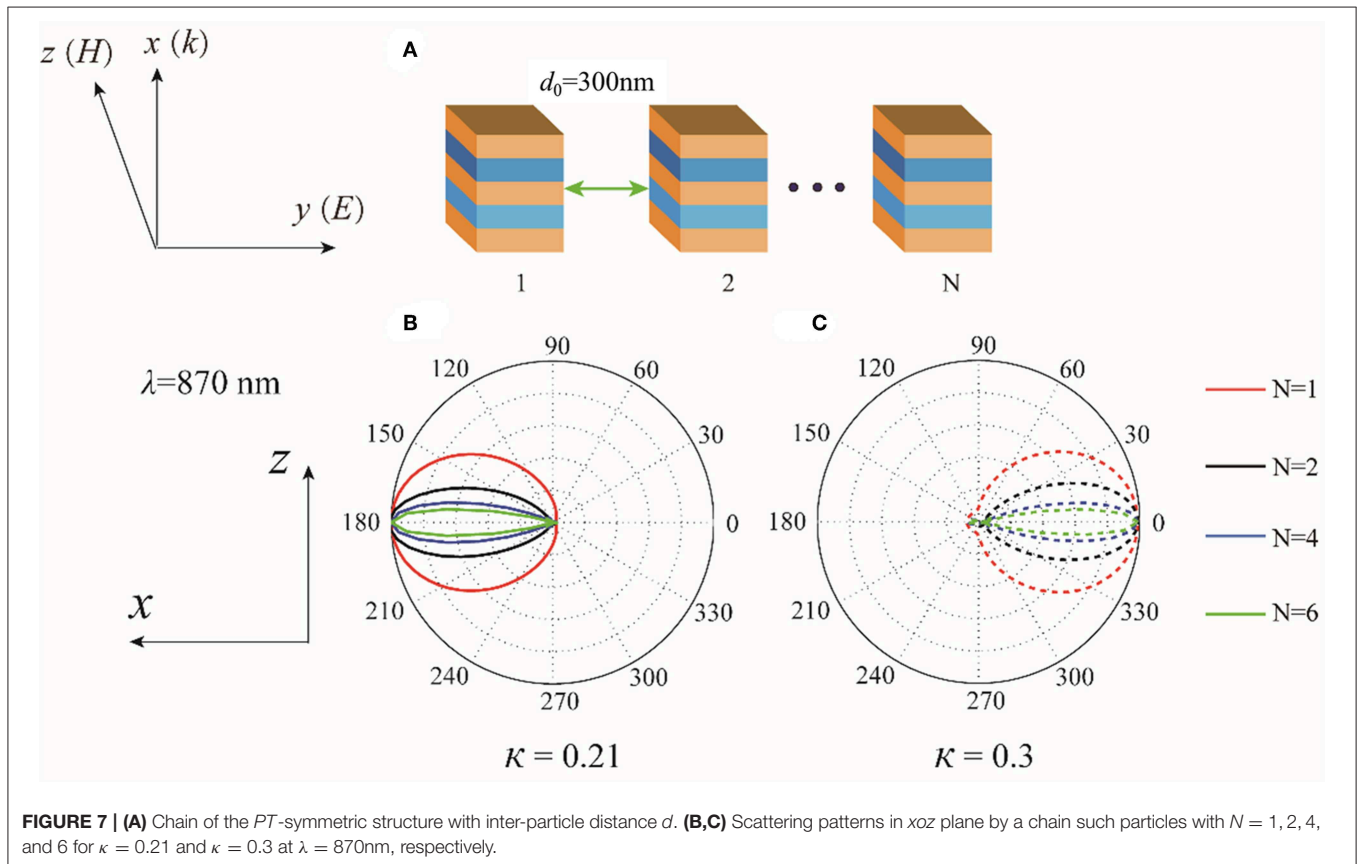 z (H)
x (k)
y (E)
A
d₀=300nm
1
2
N
λ=870 nm
z
x
B
90
120
60
150
30
180
0
210
330
240
300
270
κ = 0.21
C
90
120
60
150
30
180
0
210
330
240
300
270
κ = 0.3
N=1
N=2
N=4
N=6
FIGURE 7 | (A) Chain of the PT-symmetric structure with inter-particle distance d. (B,C) Scattering patterns in xoz plane by a chain such particles with N = 1, 2, 4,
and 6 for κ = 0.21 and κ = 0.3 at λ = 870nm, respectively.